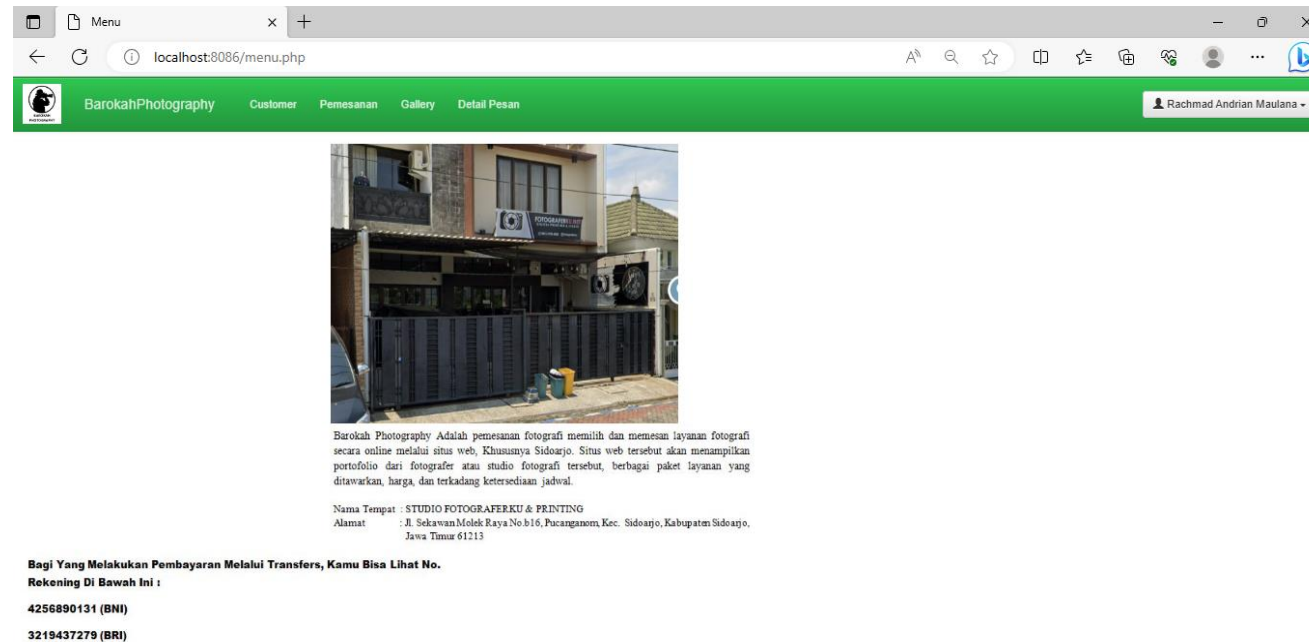 Menu
localhost:8086/menu.php
BarokahPhotography Customer Pemesanan Gallery Detail Pesan Rachmad Andrian Maulana
Barokah Photography Adalah pemesanan fotografi memilih dan memesan layanan fotografi
secara online melalui situs web, Khususnya Sidoarjo. Situs web tersebut akan menampilkan
portofolio dari fotografer atau studio fotografi tersebut, berbagai paket layanan yang
ditawarkan, harga, dan terkadang ketersediaan jadwal.
Nama Tempat : STUDIO FOTOGRAFERKU & PRINTING
Alamat : Jl. Sekawan Molek Raya No.b16, Pucanganom, Kec. Sidoarjo, Kabupaten Sidoarjo,
Jawa Timur 61213
Bagi Yang Melakukan Pembayaran Melalui Transfers, Kamu Bisa Lihat No.
Rekening Di Bawah Ini :
4256890131 (BNI)
3219437279 (BRI)